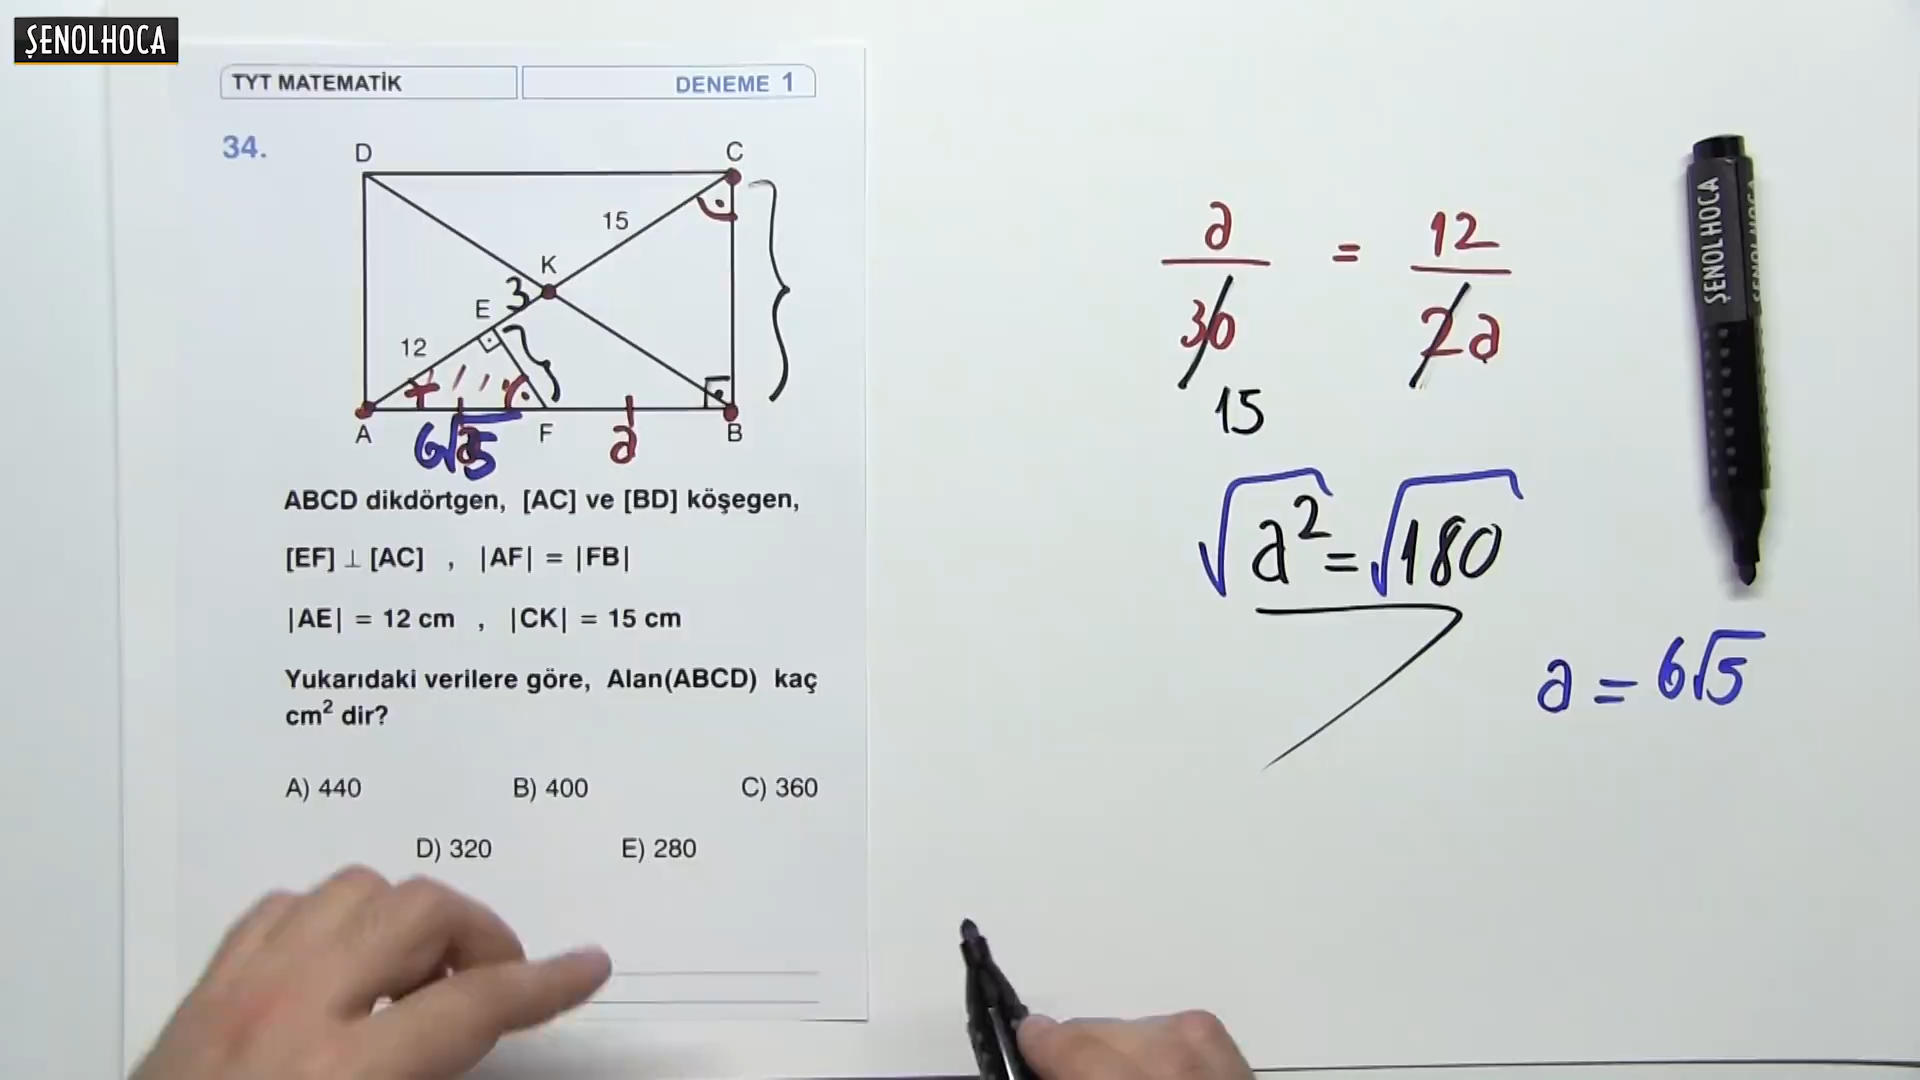 ŞENOLHOCA
TYT MATEMATİK
DENEME 1
34.
D
C
15
K
3
E
12
A
6√5
F
a
B
ABCD dikdörtgen, [AC] ve [BD] köşegen,
[EF] ⊥ [AC] , |AF| = |FB|
|AE| = 12 cm , |CK| = 15 cm
Yukarıdaki verilere göre, Alan(ABCD) kaç
cm² dir?
A) 440 B) 400 C) 360
D) 320 E) 280
a = 12
30 2a
15
√a² = √180
a = 6√5
ŞENOLHOCA
ŞENOLHOCA